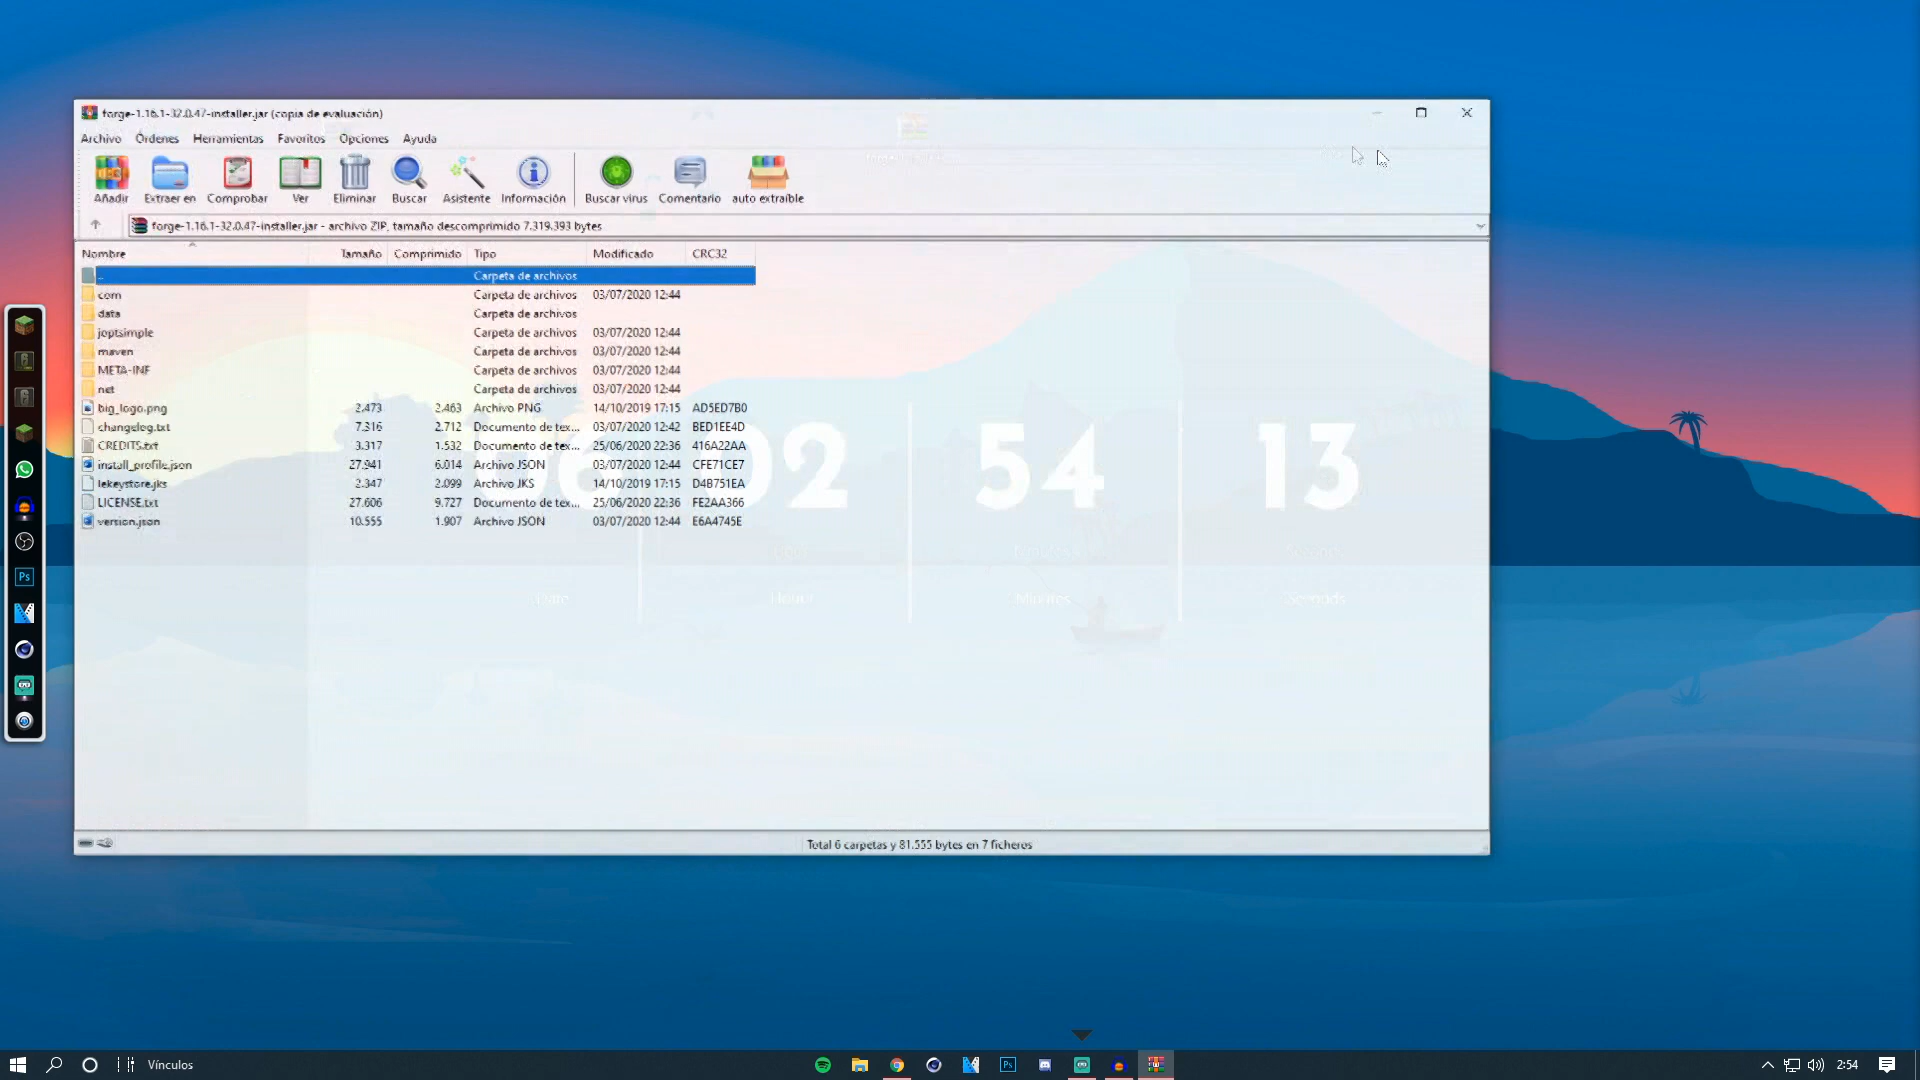 forge-1.16.1-32.0.47-installer.jar (copia de evaluación)
Archivo Órdenes Herramientas Favoritos Opciones Ayuda
Añadir Extraer en Comprobar Ver Eliminar Buscar Asistente Información Buscar virus Comentario auto extraíble
forge-1.16.1-32.0.47-installer.jar - archivo ZIP, tamaño descomprimido 7.319.393 bytes
Nombre Tamaño Comprimido Tipo Modificado CRC32
.. Carpeta de archivos
com Carpeta de archivos 03/07/2020 12:44
data Carpeta de archivos
joptsimple Carpeta de archivos 03/07/2020 12:44
maven Carpeta de archivos 03/07/2020 12:44
META-INF Carpeta de archivos 03/07/2020 12:44
net Carpeta de archivos 03/07/2020 12:44
big_logo.png 2.473 2.463 Archivo PNG 14/10/2019 17:15 AD5ED7B0
changelog.txt 7.316 2.712 Documento de tex... 03/07/2020 12:42 BED1EE4D
CREDITS.txt 3.317 1.532 Documento de tex... 25/06/2020 22:36 416A22AA
install_profile.json 27.941 6.014 Archivo JSON 03/07/2020 12:44 CFE71CE7
lekeystore.jks 2.347 2.099 Archivo JKS 14/10/2019 17:15 D4B751EA
LICENSE.txt 27.606 9.727 Documento de tex... 25/06/2020 22:36 FE2AA366
version.json 10.555 1.907 Archivo JSON 03/07/2020 12:44 E6A4745E
02 54 13
Date Hours Minutes Seconds
Total 6 carpetas y 81.555 bytes en 7 ficheros
Ps
Vínculos
Ps
2:54